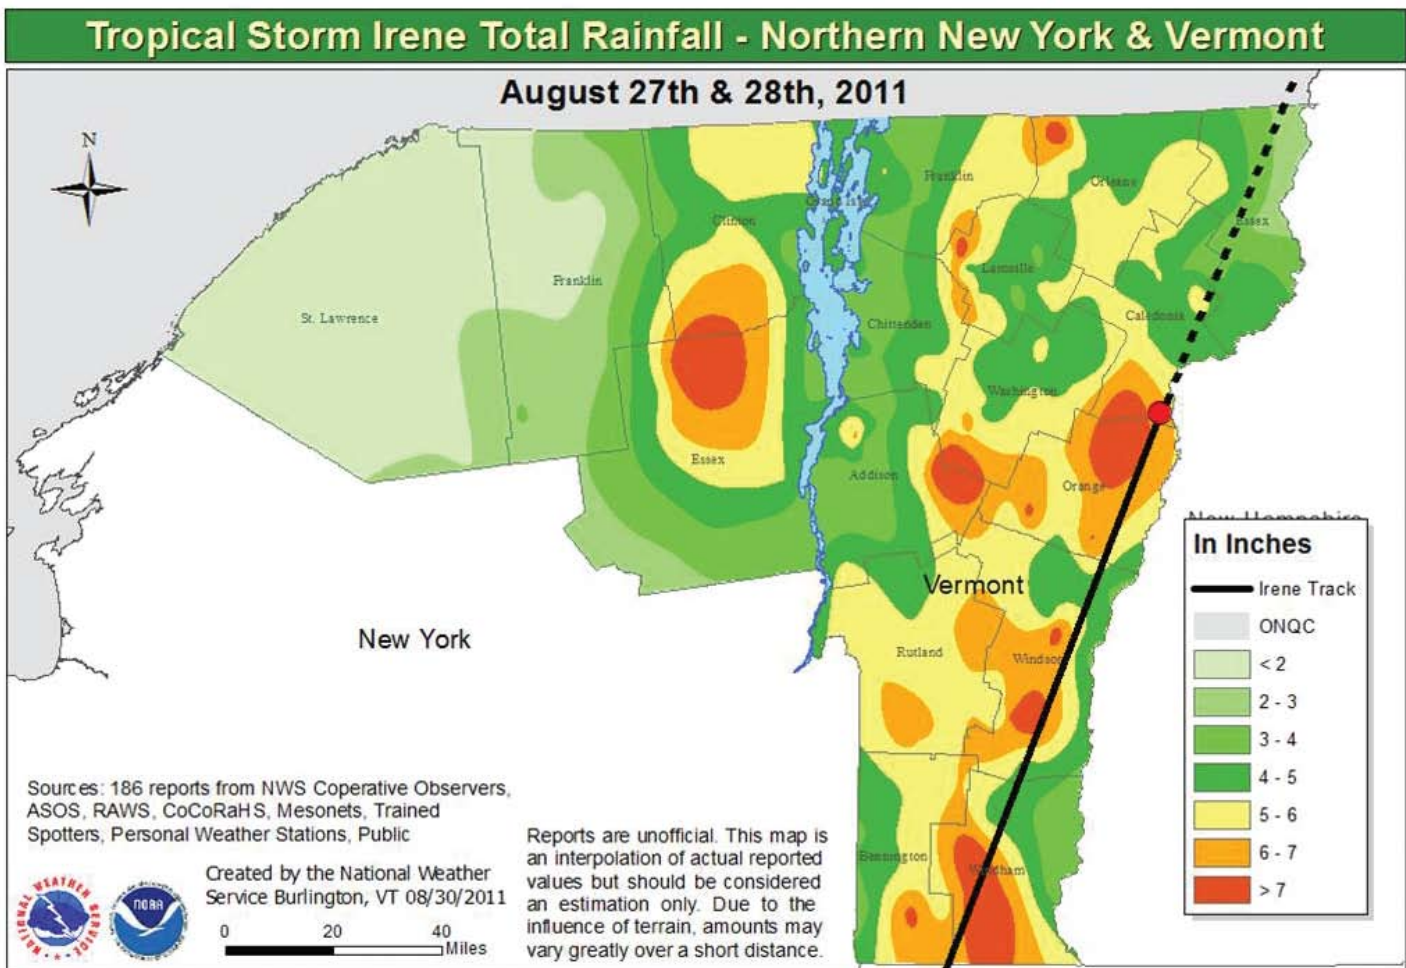 Tropical Storm Irene Total Rainfall - Northern New York & Vermont
August 27th & 28th, 2011
N
Franklin
Orleans
Grand Isle
Clinton
Essex
Lamoille
Franklin
St. Lawrence
Chittenden
Caledonia
Washington
Essex
Addison
Orange
New Hampshire
In Inches
Irene Track
ONQC
< 2
2 - 3
3 - 4
4 - 5
5 - 6
6 - 7
> 7
Vermont
New York
Rutland
Windsor
Bennington
Windham
Sources: 186 reports from NWS Coperative Observers,
ASOS, RAWS, CoCoRaHS, Mesonets, Trained
Spotters, Personal Weather Stations, Public
Reports are unofficial. This map is
an interpolation of actual reported
values but should be considered
an estimation only. Due to the
influence of terrain, amounts may
vary greatly over a short distance.
Created by the National Weather
Service Burlington, VT 08/30/2011
0 20 40
Miles
NATIONAL WEATHER SERVICE
NOAA